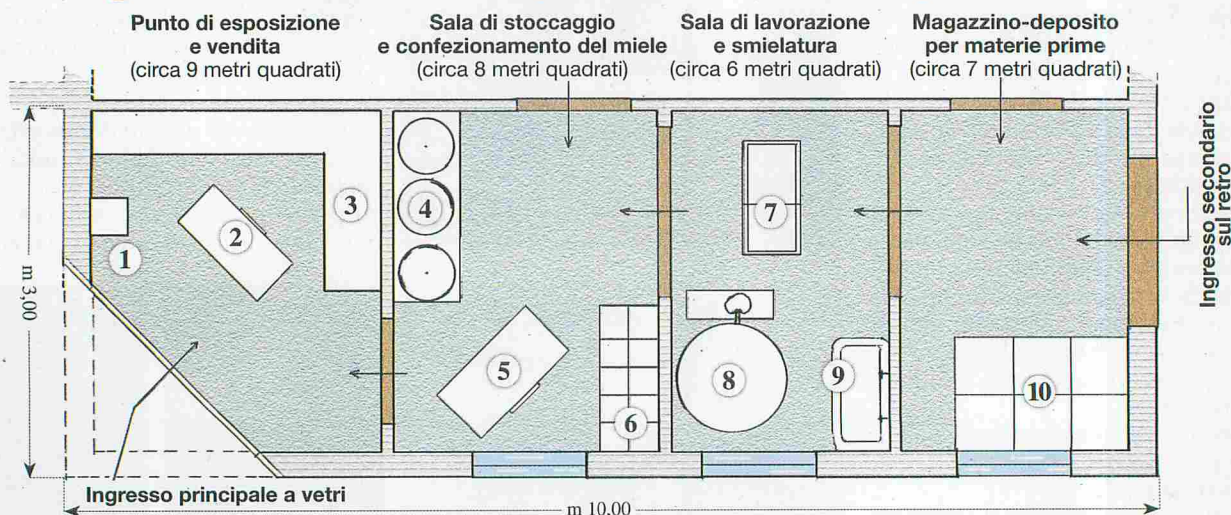 Punto di esposizione
e vendita
(circa 9 metri quadrati)
Sala di stoccaggio
e confezionamento del miele
(circa 8 metri quadrati)
Sala di lavorazione
e smielatura
(circa 6 metri quadrati)
Magazzino-deposito
per materie prime
(circa 7 metri quadrati)
1
2
3
4
5
6
7
8
9
10
m 3,00
Ingresso secondario
sul retro
Ingresso principale a vetri
m 10,00